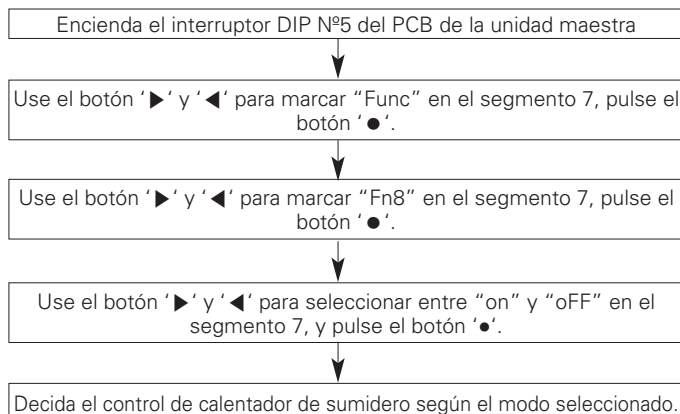 Encienda el interruptor DIP Nº5 del PCB de la unidad maestra
Use el botón ‘▶‘ y ‘◀‘ para marcar “Func” en el segmento 7, pulse el
botón ‘●‘.
Use el botón ‘▶‘ y ‘◀‘ para marcar “Fn8” en el segmento 7, pulse el
botón ‘●‘.
Use el botón ‘▶‘ y ‘◀‘ para seleccionar entre “on” y “oFF” en el
segmento 7, y pulse el botón ‘●‘.
Decida el control de calentador de sumidero según el modo seleccionado.